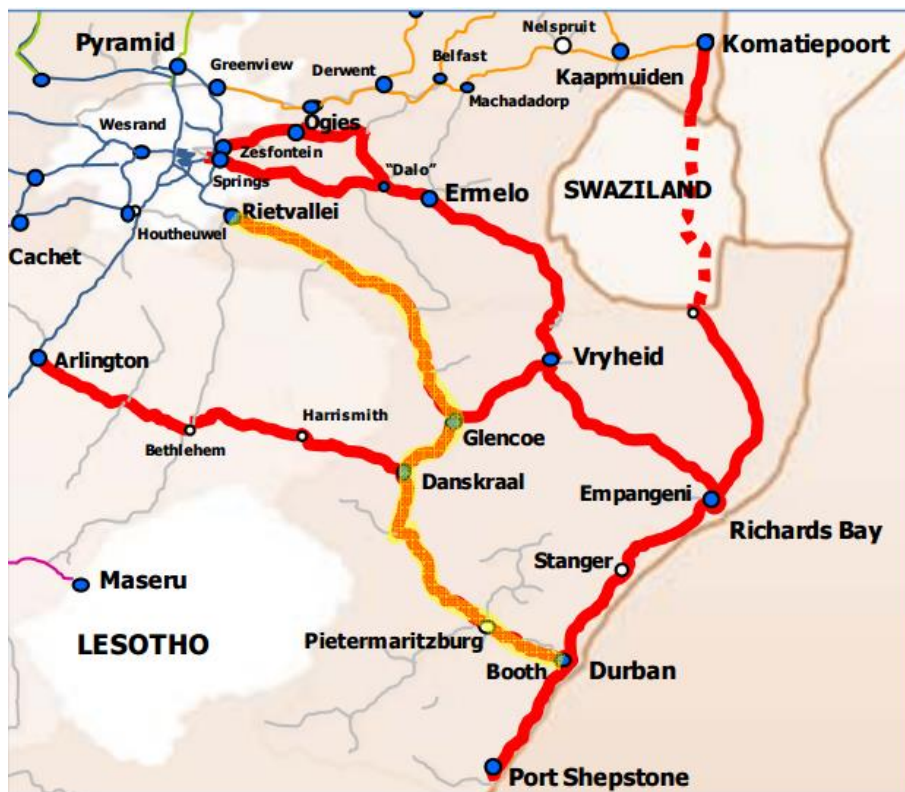 Nelspruit
Pyramid
Komatiepoort
Greenview
Derwent
Belfast
Kaapmuiden
Machadadorp
Ogies
Wesrand
Zesfontein
"Dalo"
Springs
Ermelo
SWAZILAND
Rietvallei
Houtheuwel
Cachet
Arlington
Vryheid
Harrismith
Glencoe
Bethlehem
Danskraal
Empangeni
Richards Bay
Stanger
Maseru
Pietermaritzburg
LESOTHO
Booth
Durban
Port Shepstone